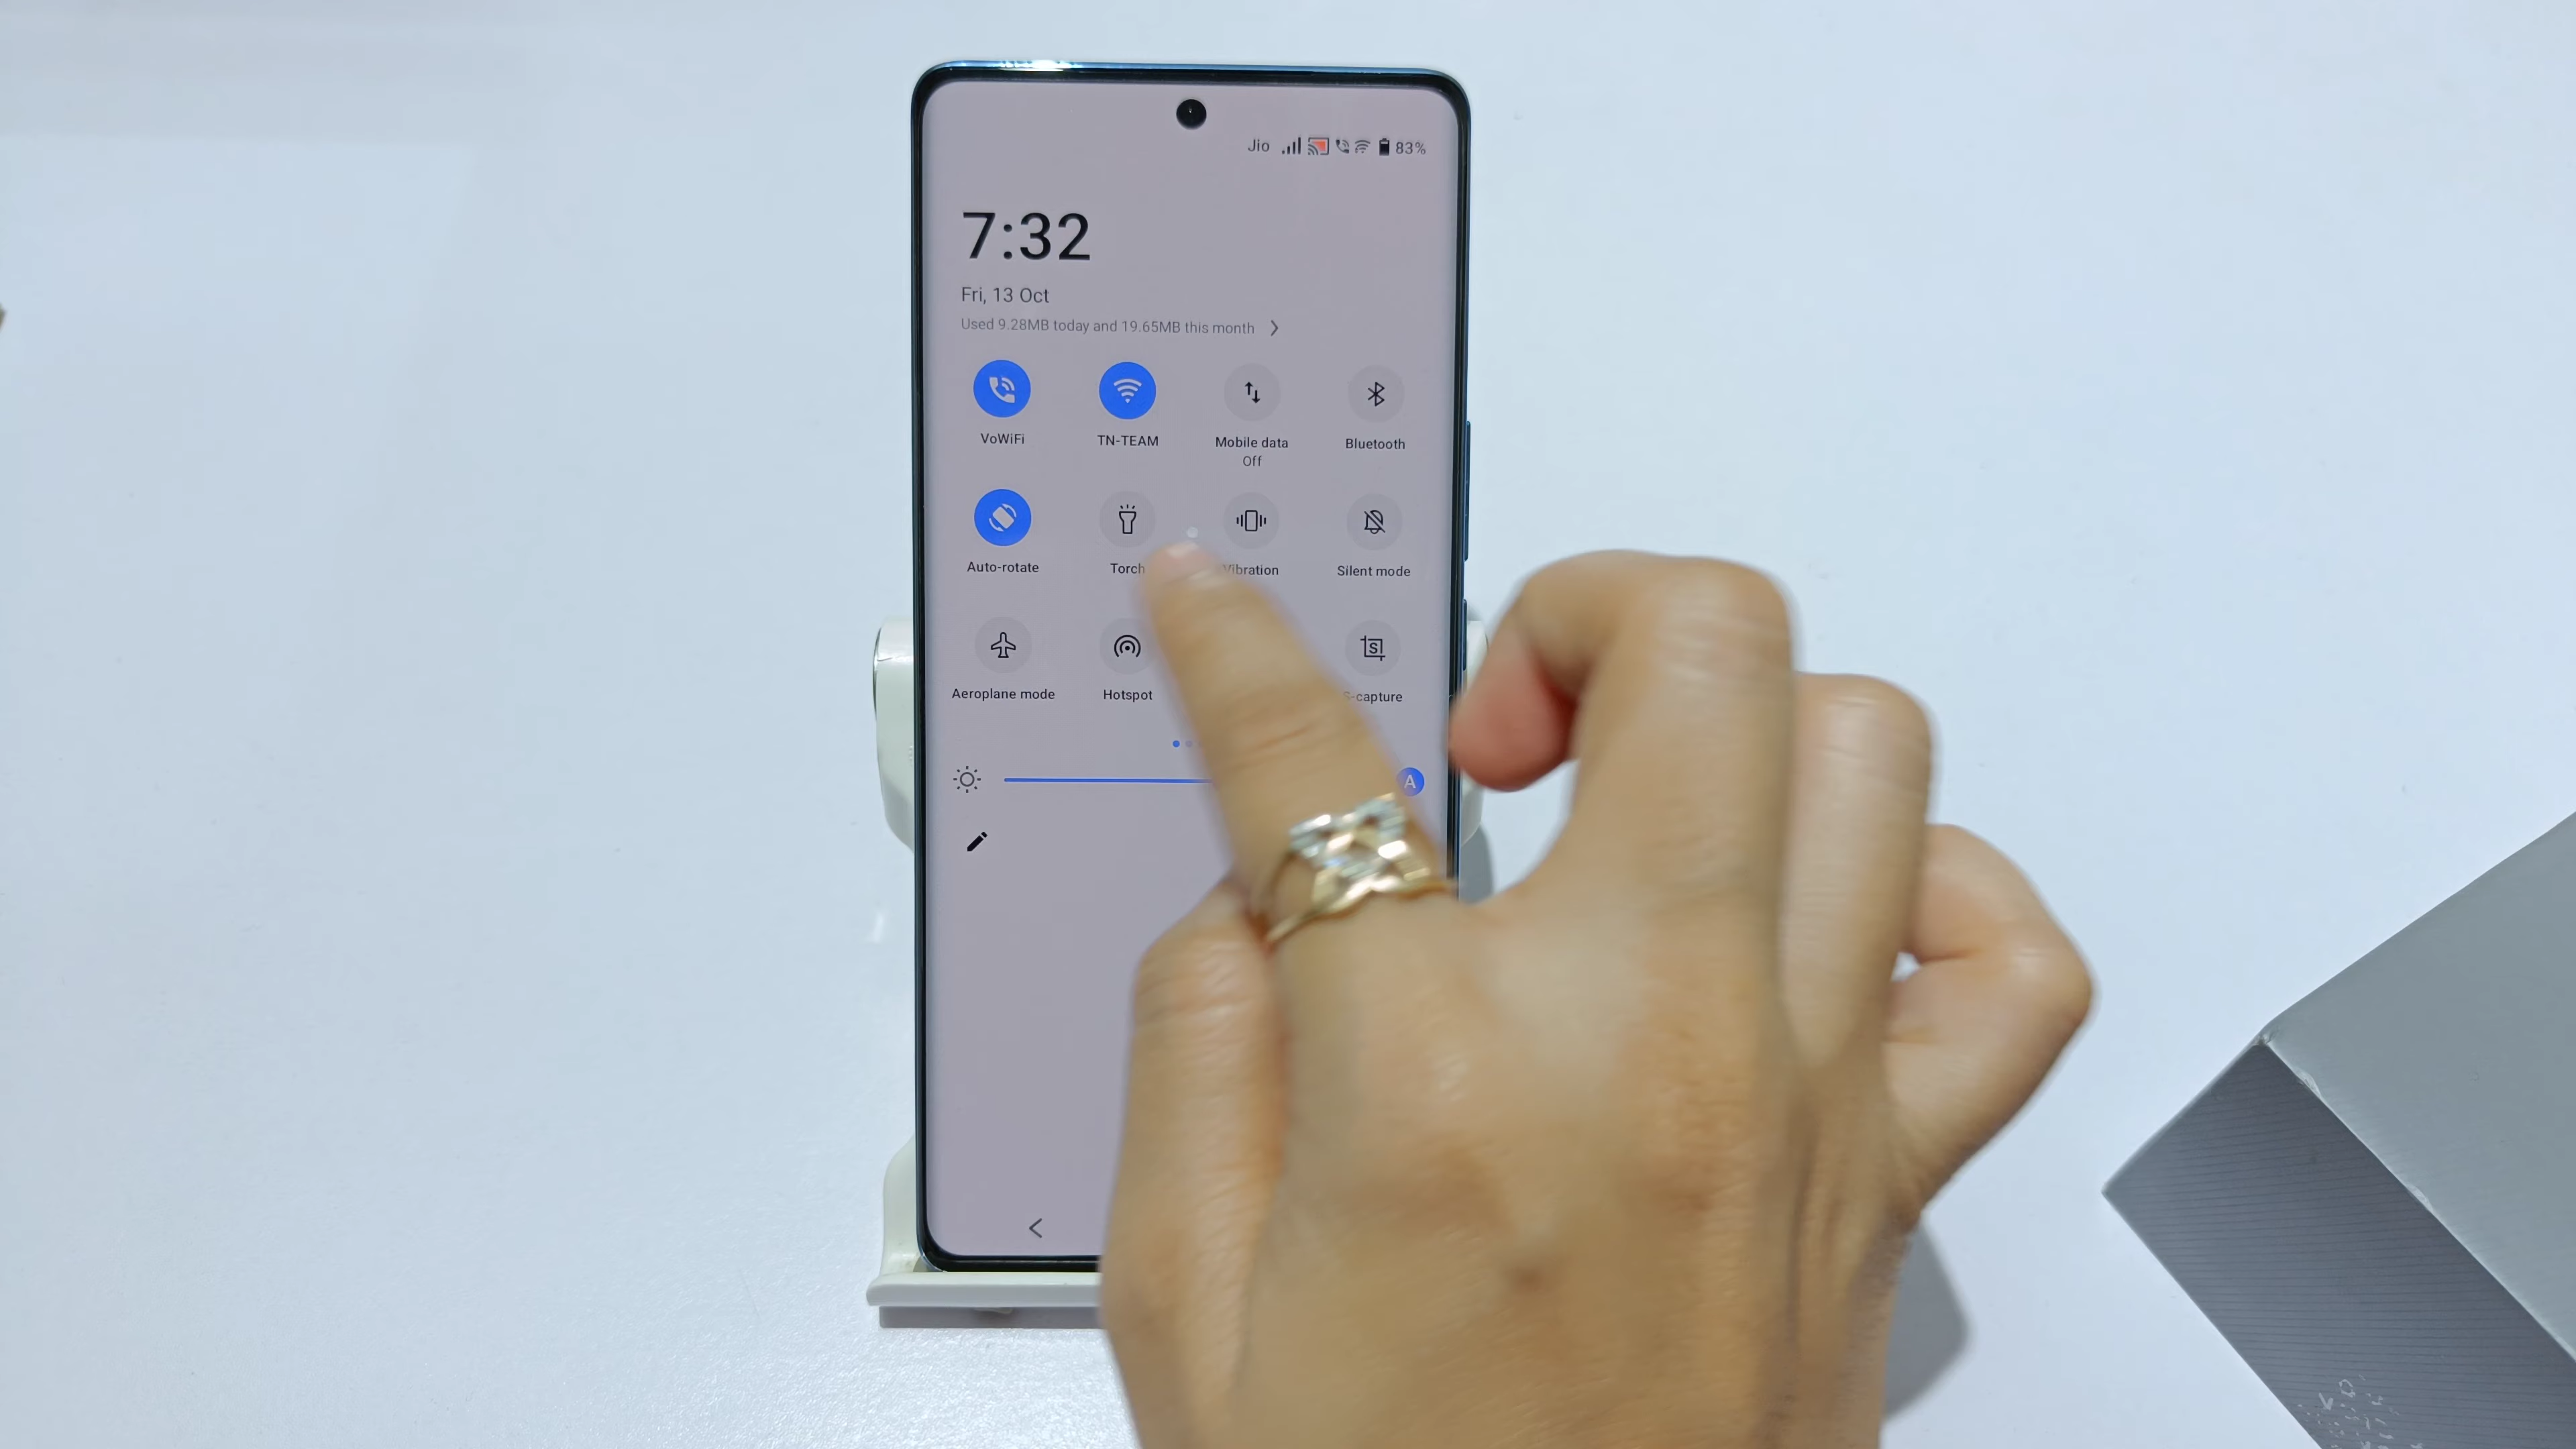 Jio 83%
7:32
Fri, 13 Oct
Used 9.28MB today and 19.65MB this month
VoWiFi TN-TEAM Mobile data Bluetooth
Off
Auto-rotate Torch Vibration Silent mode
Aeroplane mode Hotspot S-capture
A